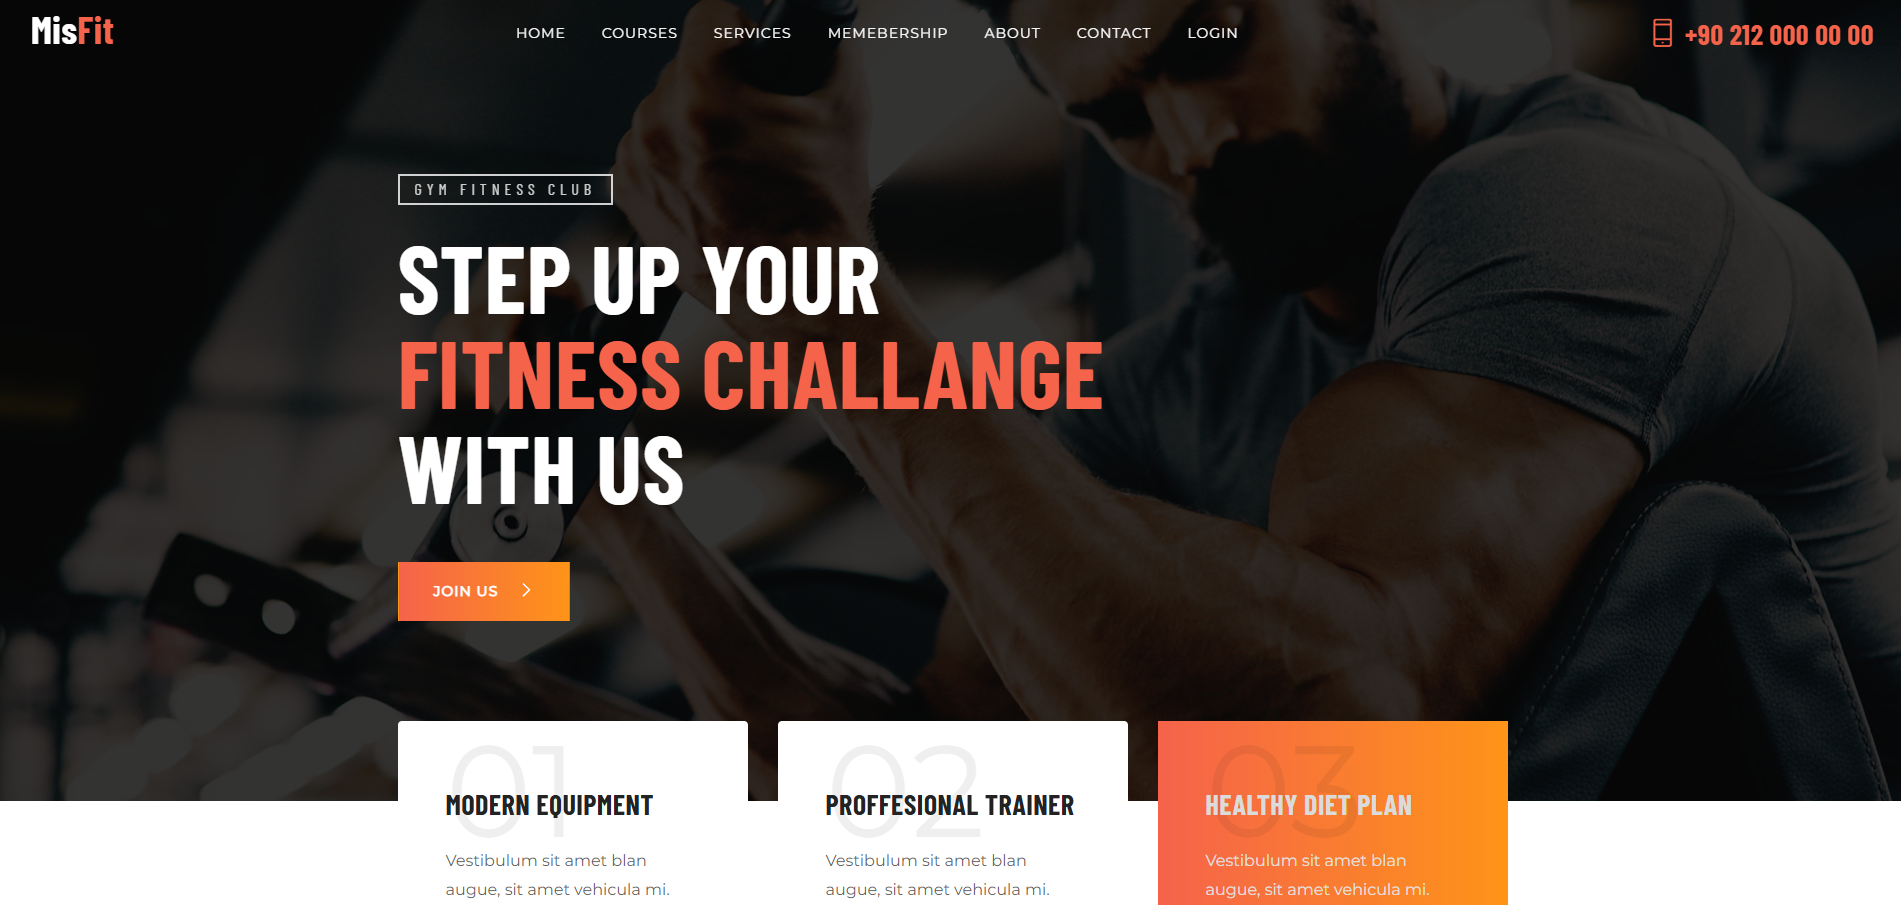 MisFit
HOME COURSES SERVICES MEMEBERSHIP ABOUT CONTACT LOGIN
+90 212 000 00 00
GYM FITNESS CLUB
STEP UP YOUR
FITNESS CHALLANGE
WITH US
JOIN US
01
MODERN EQUIPMENT
Vestibulum sit amet blan
augue, sit amet vehicula mi.
02
PROFFESIONAL TRAINER
Vestibulum sit amet blan
augue, sit amet vehicula mi.
03
HEALTHY DIET PLAN
Vestibulum sit amet blan
augue, sit amet vehicula mi.